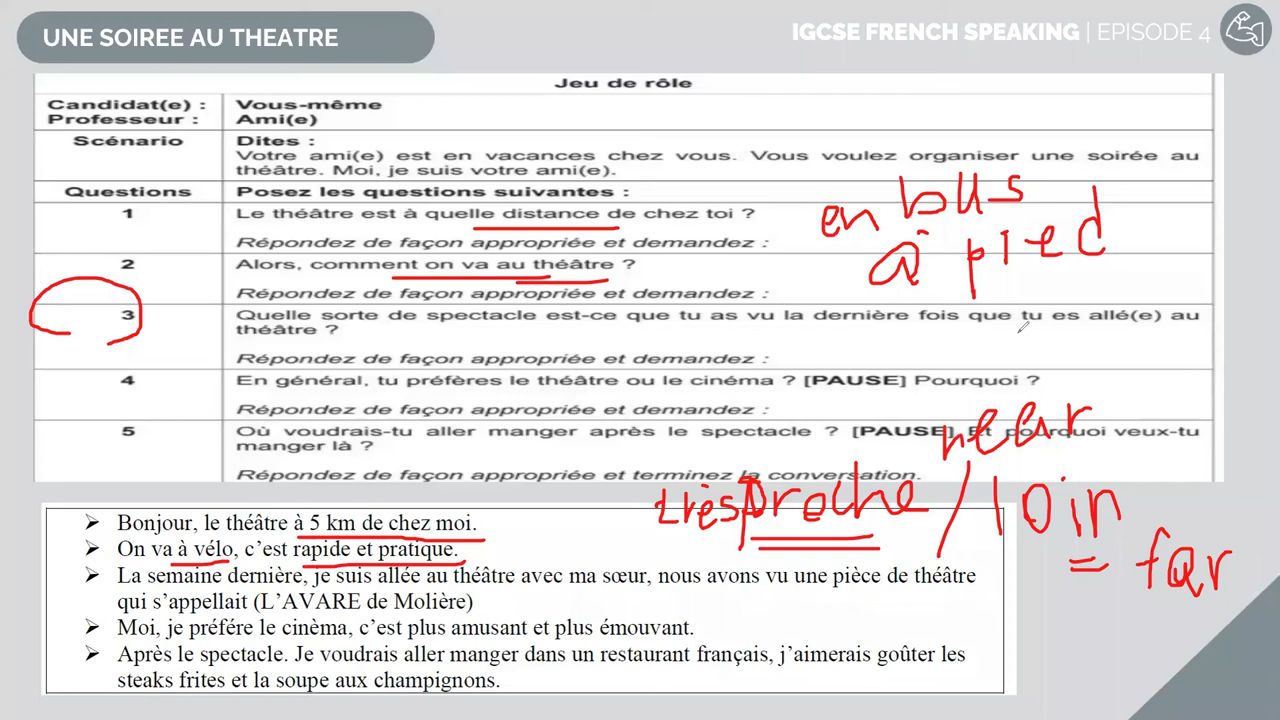 UNE SOIREE AU THEATRE
IGCSE FRENCH SPEAKING | EPISODE 4
Jeu de rôle
Candidat(e) : Vous-même
Professeur : Ami(e)
Scénario Dites :
Votre ami(e) est en vacances chez vous. Vous voulez organiser une soirée au
théâtre. Moi, je suis votre ami(e).
Questions Posez les questions suivantes :
1 Le théâtre est à quelle distance de chez toi ?
Répondez de façon appropriée et demandez :
2 Alors, comment on va au théâtre ?
Répondez de façon appropriée et demandez :
3 Quelle sorte de spectacle est-ce que tu as vu la dernière fois que tu es allé(e) au
théâtre ?
Répondez de façon appropriée et demandez :
4 En général, tu préfères le théâtre ou le cinéma ? [PAUSE] Pourquoi ?
Répondez de façon appropriée et demandez :
5 Où voudrais-tu aller manger après le spectacle ? [PAUSE] Et pourquoi veux-tu
manger là ?
Répondez de façon appropriée et terminez la conversation.
en bus
à pied
near
très proche / loin
= far
➤ Bonjour, le théâtre à 5 km de chez moi.
➤ On va à vélo, c'est rapide et pratique.
➤ La semaine dernière, je suis allée au théâtre avec ma sœur, nous avons vu une pièce de théâtre
qui s'appellait (L'AVARE de Molière)
➤ Moi, je préfére le cinèma, c'est plus amusant et plus émouvant.
➤ Après le spectacle. Je voudrais aller manger dans un restaurant français, j'aimerais goûter les
steaks frites et la soupe aux champignons.